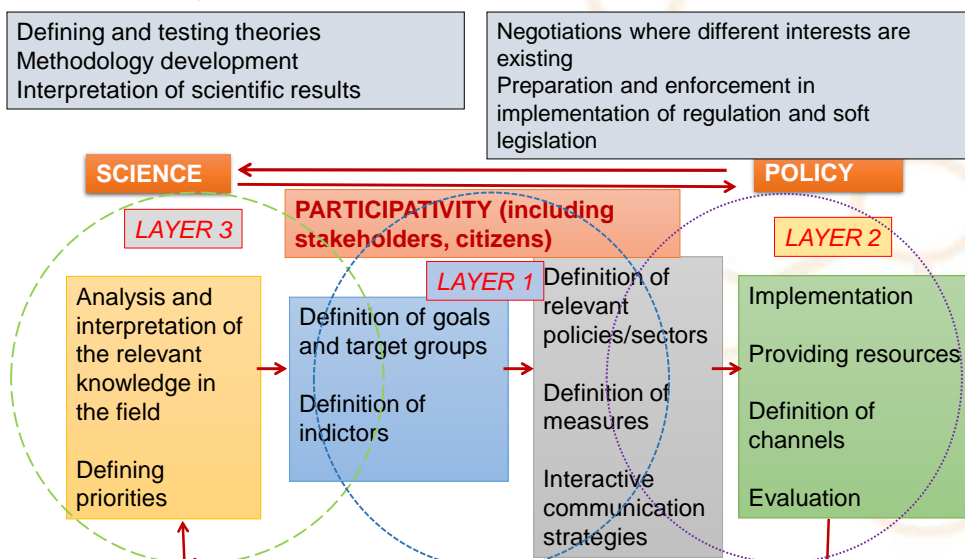 Defining and testing theories
Methodology development
Interpretation of scientific results
Negotiations where different interests are
existing
Preparation and enforcement in
implementation of regulation and soft
legislation
SCIENCE
POLICY
PARTICIPATIVITY (including
stakeholders, citizens)
LAYER 3
LAYER 1
LAYER 2
Analysis and
interpretation of
the relevant
knowledge in
the field
Defining
priorities
Definition of goals
and target groups
Definition of
indictors
Definition of
relevant
policies/sectors
Definition of
measures
Interactive
communication
strategies
Implementation
Providing resources
Definition of
channels
Evaluation